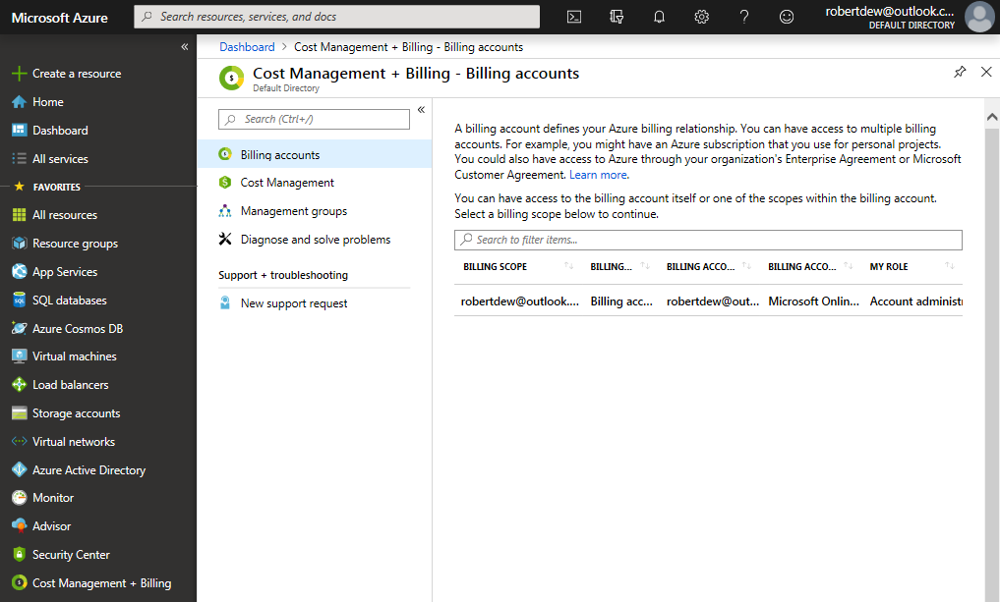 Microsoft Azure
Search resources, services, and docs
robertdew@outlook.c...
DEFAULT DIRECTORY
Create a resource
Home
Dashboard
All services
FAVORITES
All resources
Resource groups
App Services
SQL databases
Azure Cosmos DB
Virtual machines
Load balancers
Storage accounts
Virtual networks
Azure Active Directory
Monitor
Advisor
Security Center
Cost Management + Billing
Dashboard > Cost Management + Billing - Billing accounts
Cost Management + Billing - Billing accounts
Default Directory
Search (Ctrl+/)
Billing accounts
Cost Management
Management groups
Diagnose and solve problems
Support + troubleshooting
New support request
A billing account defines your Azure billing relationship. You can have access to multiple billing
accounts. For example, you might have an Azure subscription that you use for personal projects.
You could also have access to Azure through your organization's Enterprise Agreement or Microsoft
Customer Agreement. Learn more.
You can have access to the billing account itself or one of the scopes within the billing account.
Select a billing scope below to continue.
Search to filter items...
BILLING SCOPE BILLING... BILLING ACCO... BILLING ACCO... MY ROLE
robertdew@outlook.... Billing acc... robertdew@out... Microsoft Onlin... Account administr